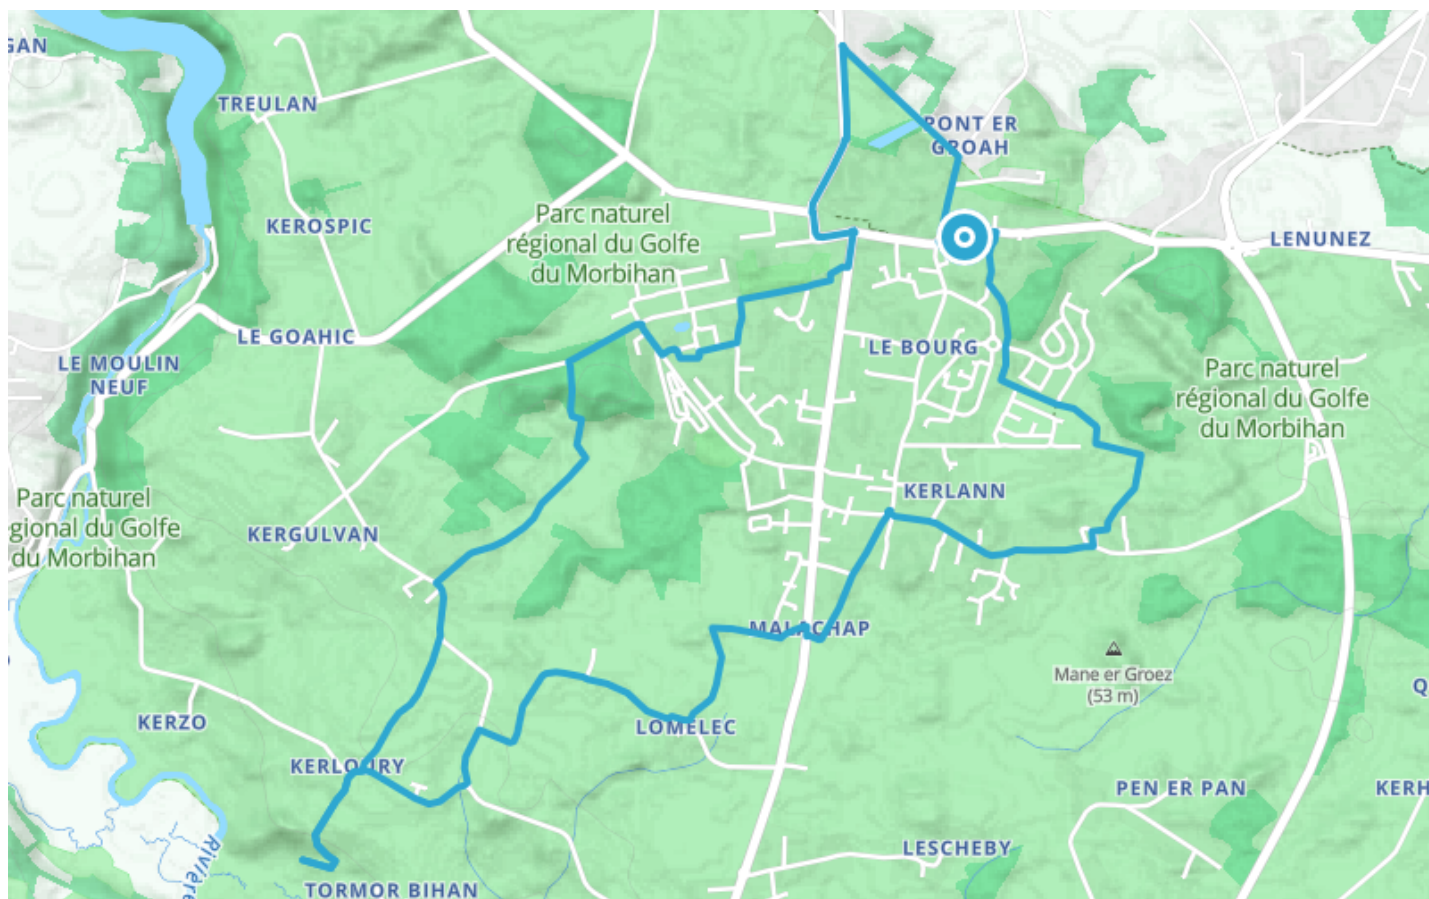 GAN
TREULAN
PONT ER
GROAH
Parc naturel
régional du Golfe
du Morbihan
KEROSPIC
LENUNEZ
LE GOAHIC
LE BOURG
LE MOULIN
NEUF
Parc naturel
régional du Golfe
du Morbihan
Parc naturel
gional du Golfe
du Morbihan
KERLANN
KERGULVAN
MALACHAP
Mane er Groez
(53 m)
Q
KERZO
LOMELEC
KERLOURY
PEN ER PAN
KERH
LESCHEBY
Rivière
TORMOR BIHAN